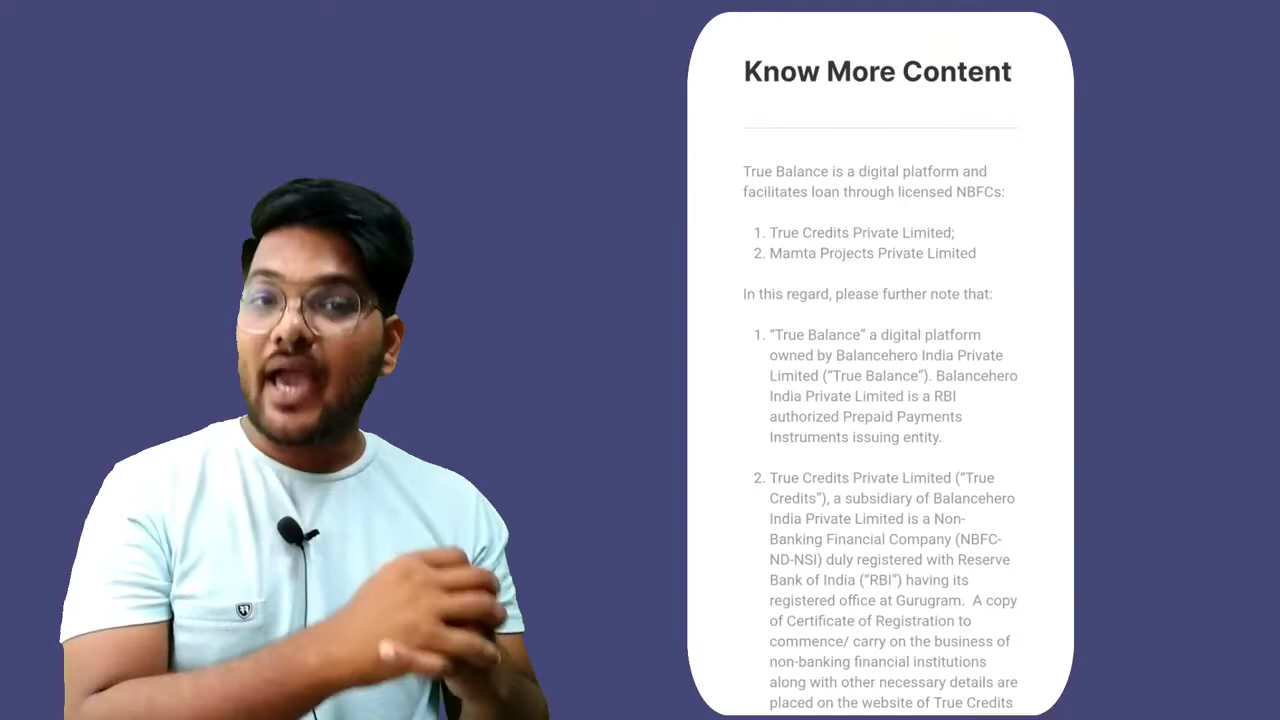 Know More Content
True Balance is a digital platform and
facilitates loan through licensed NBFCs:
1. True Credits Private Limited;
2. Mamta Projects Private Limited
In this regard, please further note that:
1. “True Balance” a digital platform
owned by Balancehero India Private
Limited (“True Balance”). Balancehero
India Private Limited is a RBI
authorized Prepaid Payments
Instruments issuing entity.
2. True Credits Private Limited (“True
Credits”), a subsidiary of Balancehero
India Private Limited is a Non-
Banking Financial Company (NBFC-
ND-NSI) duly registered with Reserve
Bank of India (“RBI”) having its
registered office at Gurugram. A copy
of Certificate of Registration to
commence/ carry on the business of
non-banking financial institutions
along with other necessary details are
placed on the website of True Credits